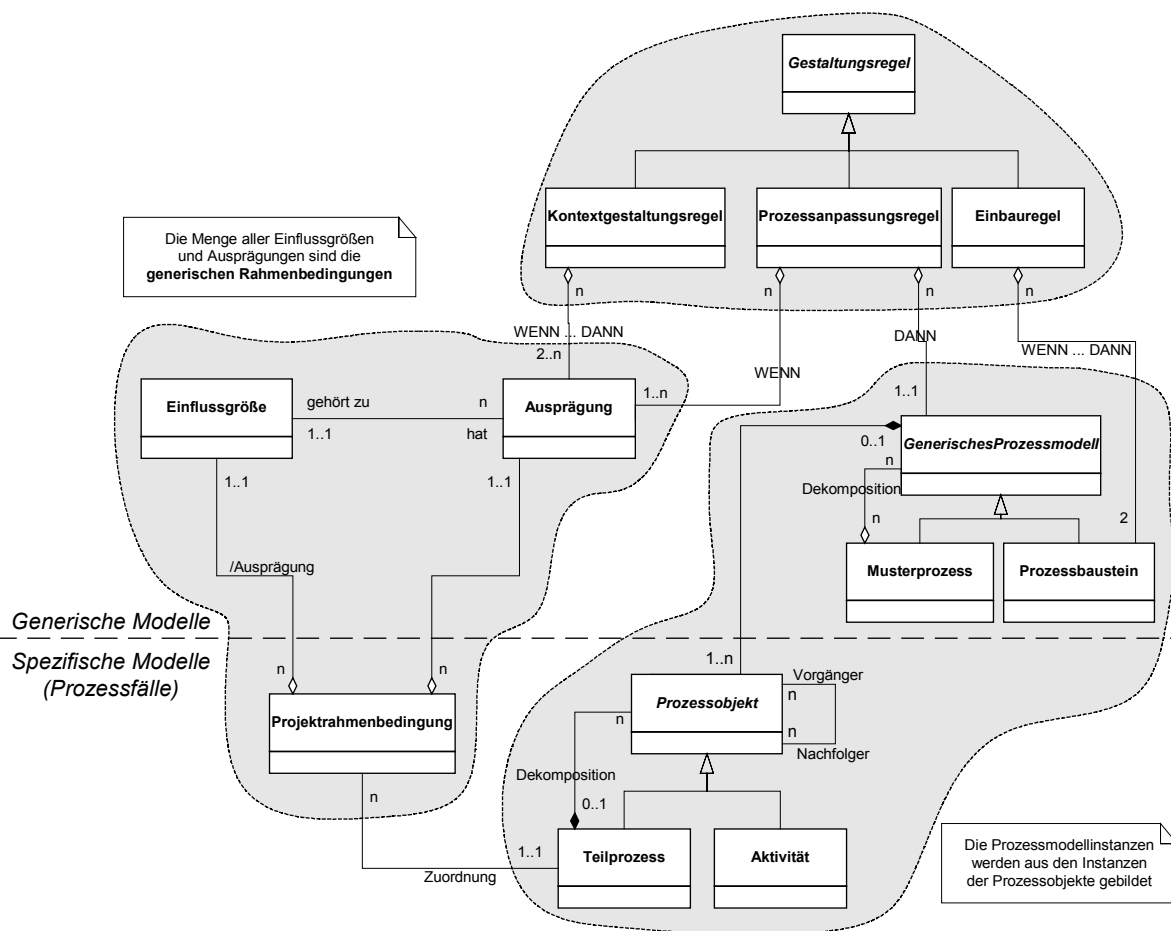 Gestaltungsregel
Kontextgestaltungsregel
Prozessanpassungsregel
Einbauregel
Die Menge aller Einflussgrößen
und Ausprägungen sind die
generischen Rahmenbedingungen
n
n
n
n
WENN ... DANN
DANN
WENN ... DANN
2..n
WENN
Einflussgröße
gehört zu
n
Ausprägung
1..n
1..1
1..1
hat
0..1
GenerischesProzessmodell
n
1..1
1..1
Dekomposition
n
2
/Ausprägung
Musterprozess
Prozessbaustein
Generische Modelle
Spezifische Modelle
(Prozessfälle)
n
n
1..n
Vorgänger
Prozessobjekt
n
Projektrahmenbedingung
n
n
Nachfolger
Dekomposition
n
0..1
1..1
Teilprozess
Aktivität
Zuordnung
Die Prozessmodellinstanzen
werden aus den Instanzen
der Prozessobjekte gebildet